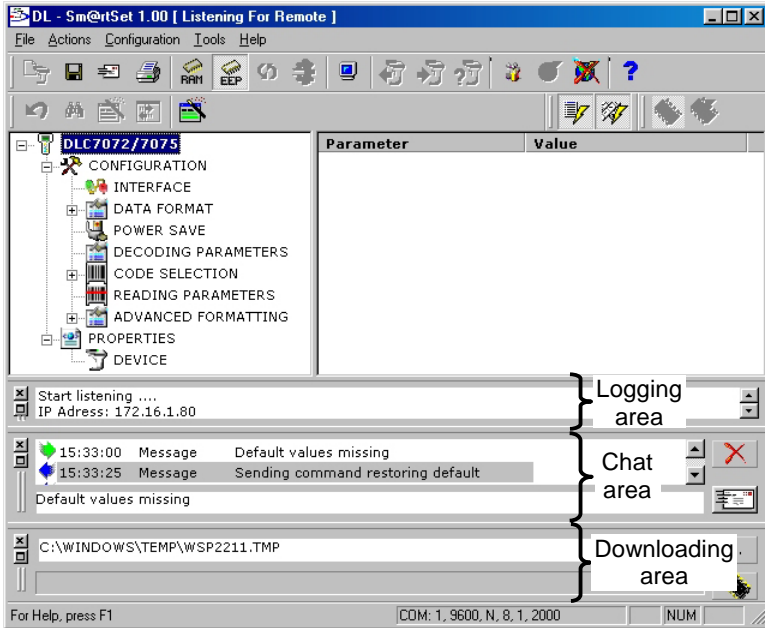 DL - Sm@rtSet 1.00 [ Listening For Remote ]
File Actions Configuration Tools Help
RAM EEP
DLC7072/7075
CONFIGURATION
INTERFACE
DATA FORMAT
POWER SAVE
DECODING PARAMETERS
CODE SELECTION
READING PARAMETERS
ADVANCED FORMATTING
PROPERTIES
DEVICE
Parameter Value
Start listening ....
IP Adress: 172.16.1.80
Logging
area
15:33:00 Message Default values missing
15:33:25 Message Sending command restoring default
Default values missing
Chat
area
C:\WINDOWS\TEMP\WSP2211.TMP
Downloading
area
For Help, press F1 COM: 1, 9600, N, 8, 1, 2000 NUM